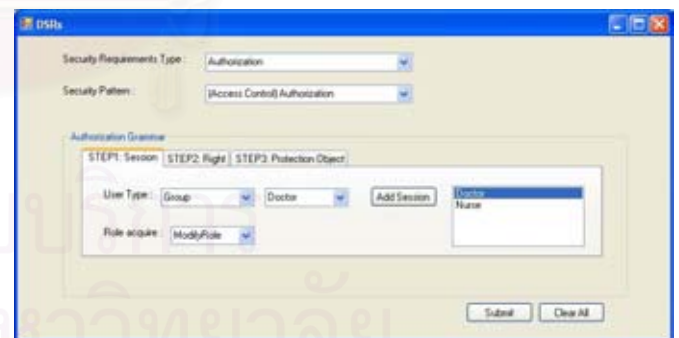 DSRs
Security Requirements Type : Authorization
Security Pattern : (Access Control) Authorization
Authorization Grammar
STEP1: Session STEP2: Right STEP3: Protection Object
User Type : Group Doctor Add Session Doctor
Nurse
Role acquire : ModifyRole
Submit Clear All